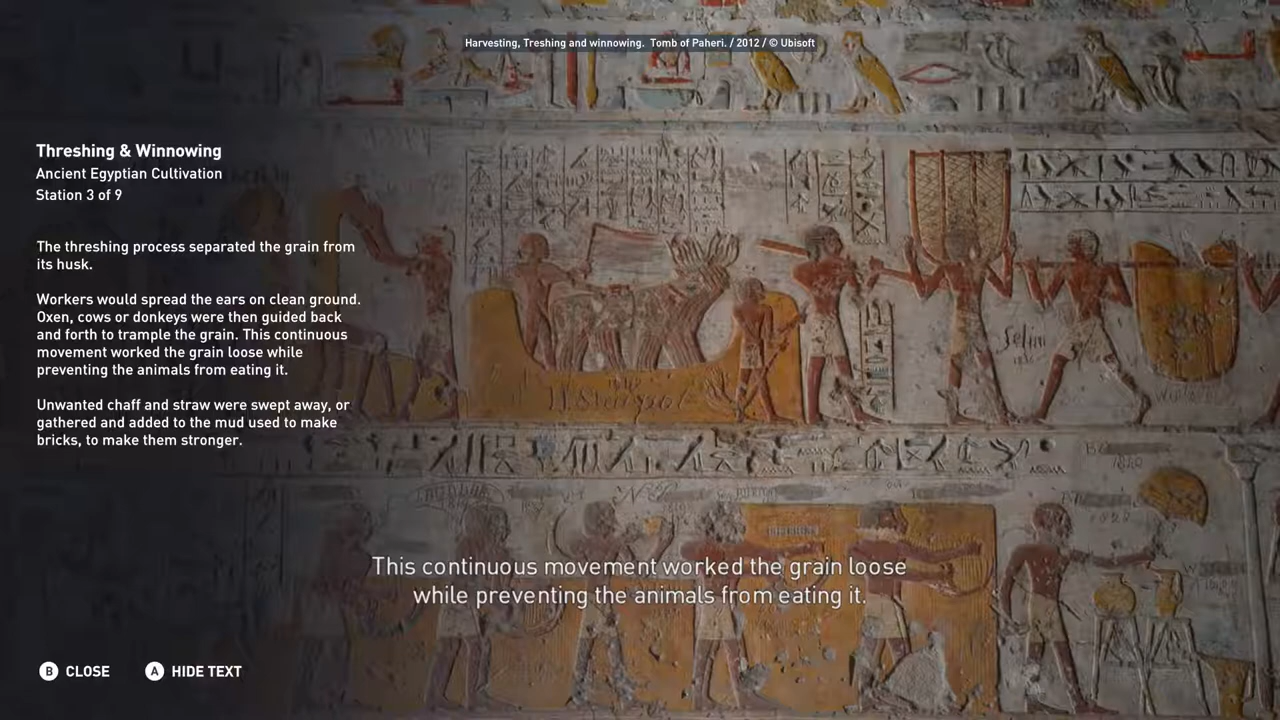 Harvesting, Treshing and winnowing. Tomb of Paheri. / 2012 / © Ubisoft
Threshing & Winnowing
Ancient Egyptian Cultivation
Station 3 of 9
The threshing process separated the grain from
its husk.
Workers would spread the ears on clean ground.
Oxen, cows or donkeys were then guided back
and forth to trample the grain. This continuous
movement worked the grain loose while
preventing the animals from eating it.
Unwanted chaff and straw were swept away, or
gathered and added to the mud used to make
bricks, to make them stronger.
This continuous movement worked the grain loose
while preventing the animals from eating it.
B CLOSE
A HIDE TEXT